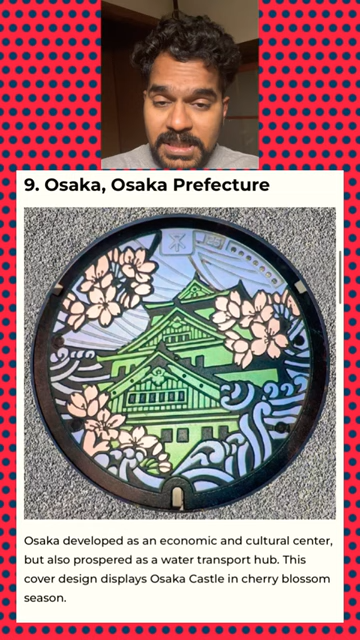 9. Osaka, Osaka Prefecture
Osaka developed as an economic and cultural center,
but also prospered as a water transport hub. This
cover design displays Osaka Castle in cherry blossom
season.